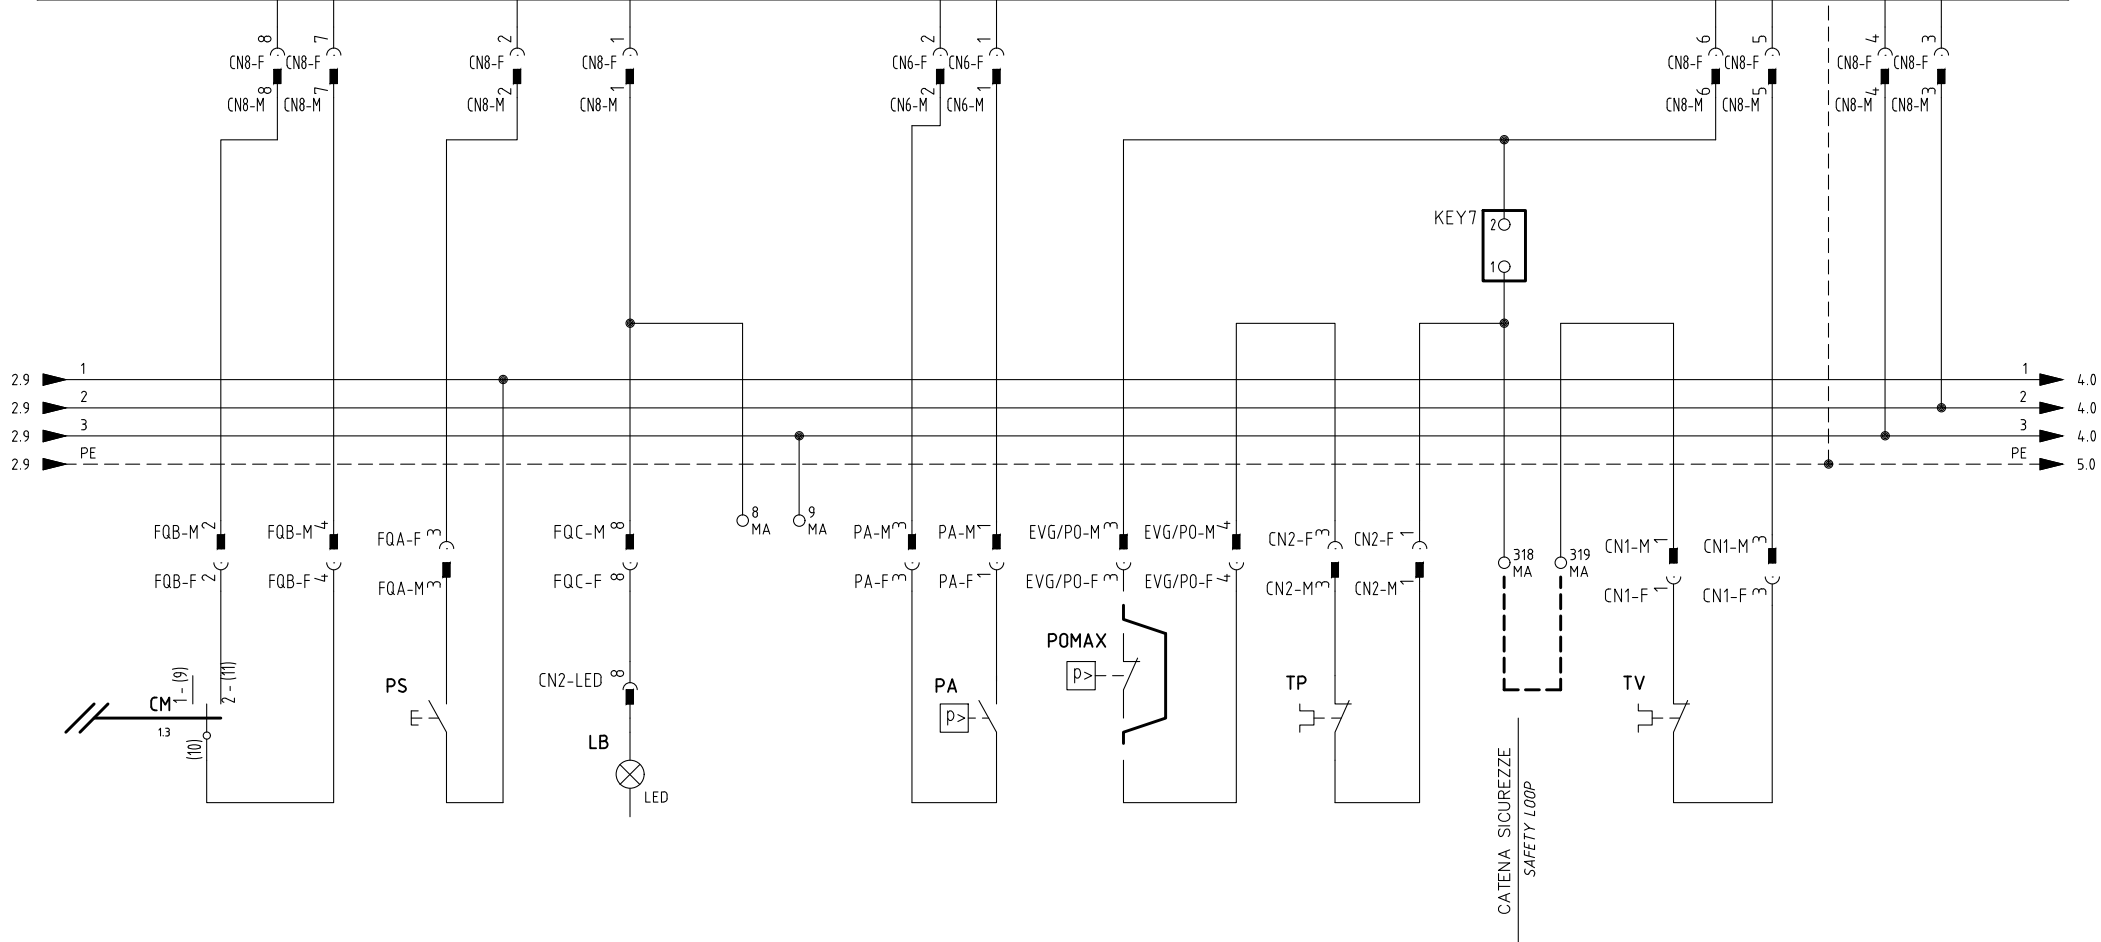 8 7 2 1 2 1 6 5 4 3
CN8-F CN8-F CN8-F CN8-F CN6-F CN6-F CN8-F CN8-F CN8-F CN8-F
8 7 2 1 2 1 6 5 4 3
CN8-M CN8-M CN8-M CN8-M CN6-M CN6-M CN8-M CN8-M CN8-M CN8-M
KEY7 2
1
2.9 1 1 4.0
2.9 2 2 4.0
2.9 3 3 4.0
2.9 PE PE 5.0
8 MA
9 MA
FQB-M 2 FQB-M 4 FQA-F 3 FQC-M 8 PA-M 3 PA-M 1 EVG/PO-M 3 EVG/PO-M 4 CN2-F 3 CN2-F 1 318 MA 319 MA CN1-M 1 CN1-M 3
FQB-F 2 FQB-F 4 FQA-M 3 FQC-F 8 PA-F 3 PA-F 1 EVG/PO-F 3 EVG/PO-F 4 CN2-M 3 CN2-M 1 CN1-F 1 CN1-F 3
POMAX
P>
1 - (9)
2 - (11)
CM
1.3
(10)
PS
CN2-LED 8
LB
LED
PA
P>
TP
TV
CATENA SICUREZZE
SAFETY LOOP